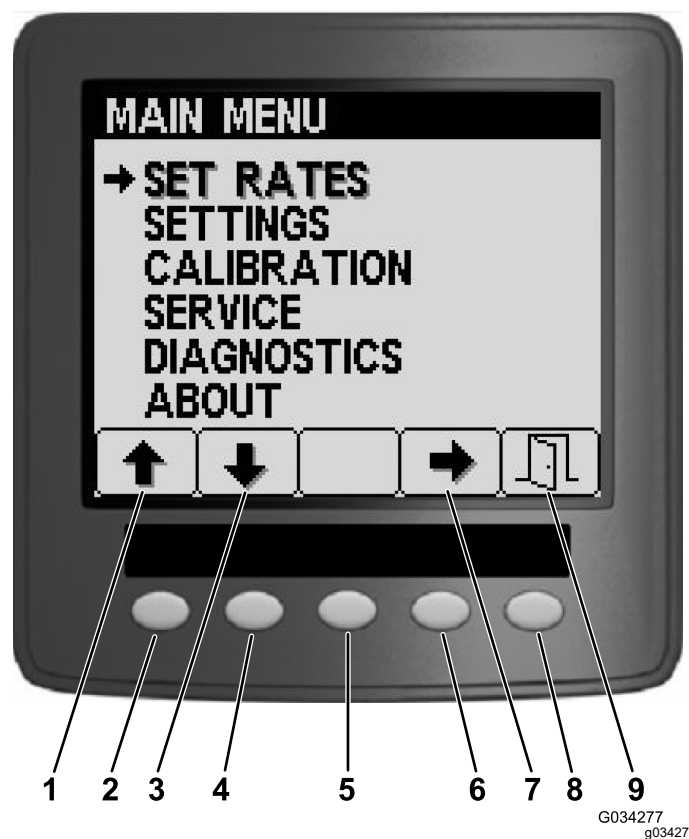 MAIN MENU
SET RATES
SETTINGS
CALIBRATION
SERVICE
DIAGNOSTICS
ABOUT
1 2 3 4 5 6 7 8 9
G034277
g03427